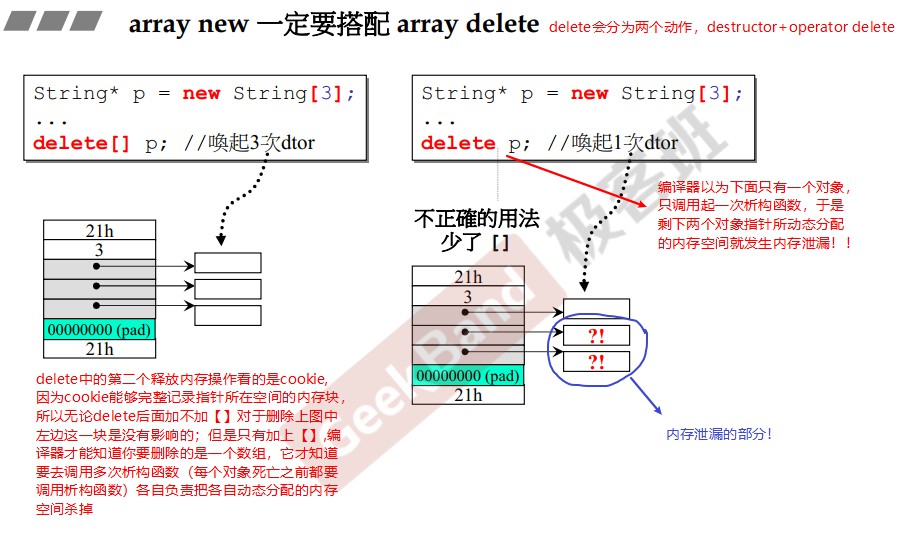 array new 一定要搭配 array delete delete会分为两个动作，destructor+operator delete
String* p = new String[3];
...
delete[] p; //喚起3次dtor
String* p = new String[3];
...
delete p; //喚起1次dtor
编译器以为下面只有一个对象，
只调用起一次析构函数，于是
剩下两个对象指针所动态分配
的内存空间就发生内存泄漏！！
不正確的用法
少了 []
21h
3
00000000 (pad)
21h
21h
3
00000000 (pad)
21h
?!
?!
delete中的第二个释放内存操作看的是cookie,
因为cookie能够完整记录指针所在空间的内存块，
所以无论delete后面加不加【】对于删除上图中
左边这一块是没有影响的；但是只有加上【】,编
译器才能知道你要删除的是一个数组，它才知道
要去调用多次析构函数（每个对象死亡之前都要
调用析构函数）各自负责把各自动态分配的内存
空间杀掉
内存泄漏的部分！
GeekBand 极客班